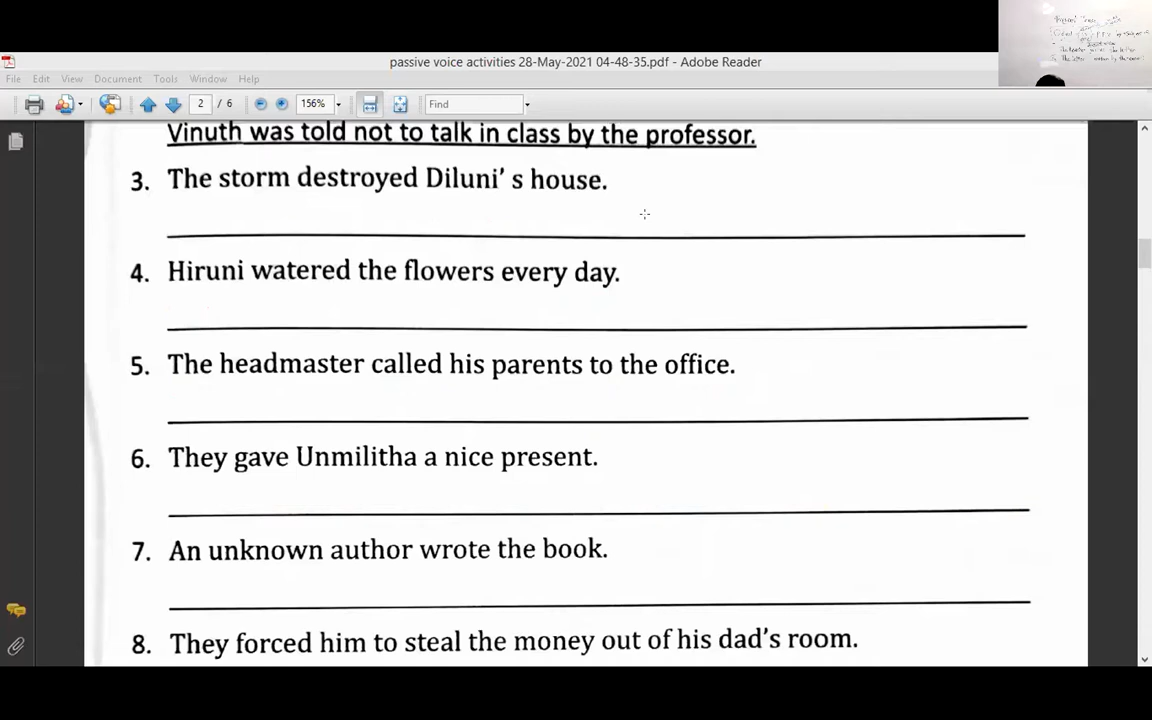 passive voice activities 28-May-2021 04-48-35.pdf - Adobe Reader
File Edit View Document Tools Window Help
2 / 6 156% Find
Vinuth was told not to talk in class by the professor.
3. The storm destroyed Diluni' s house.
4. Hiruni watered the flowers every day.
5. The headmaster called his parents to the office.
6. They gave Unmilitha a nice present.
7. An unknown author wrote the book.
8. They forced him to steal the money out of his dad's room.